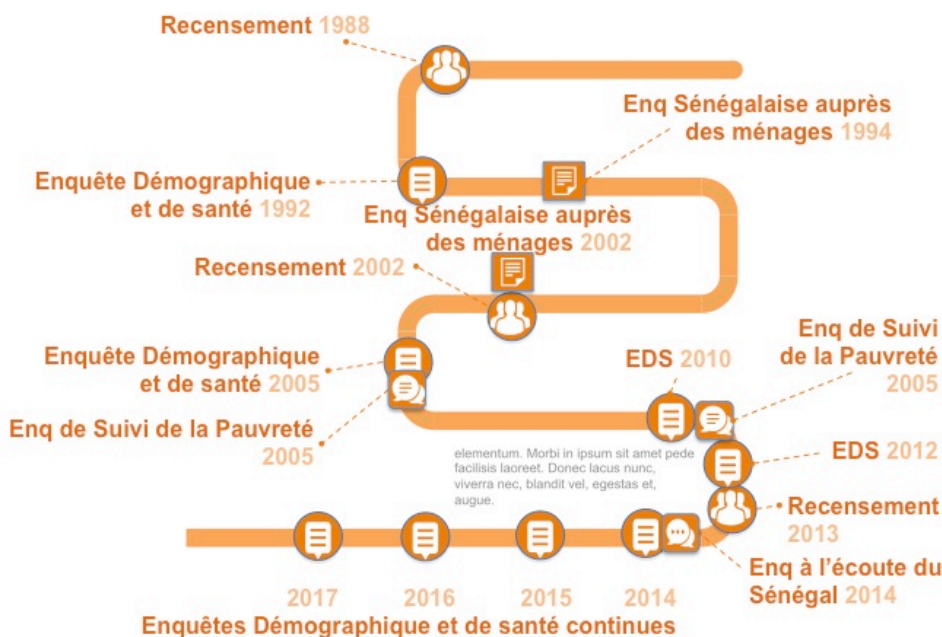 Recensement 1988
Enq Sénégalaise auprès
des ménages 1994
Enquête Démographique
et de santé 1992
Enq Sénégalaise auprès
des ménages 2002
Recensement 2002
Enquête Démographique
et de santé 2005
Enq de Suivi de la Pauvreté
2005
EDS 2010
Enq de Suivi
de la Pauvreté
2005
elementum. Morbi in ipsum sit amet pede
facilisis laoreet. Donec lacus nunc,
viverra nec, blandit vel, egestas et,
augue.
EDS 2012
Recensement
2013
Enq à l'écoute du
Sénégal 2014
2017 2016 2015 2014
Enquêtes Démographique et de santé continues